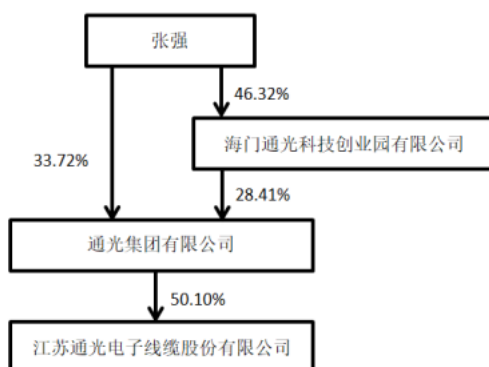 张强
46.32%
海门通光科技创业园有限公司
33.72%
28.41%
通光集团有限公司
50.10%
江苏通光电子线缆股份有限公司